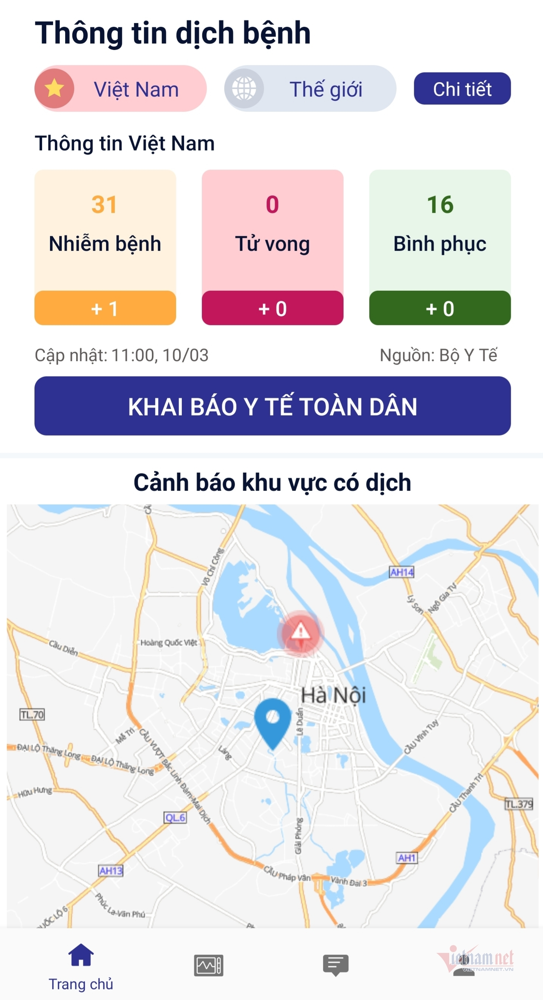 Thông tin dịch bệnh
Việt Nam
Thế giới
Chi tiết
Thông tin Việt Nam
31
0
16
Nhiễm bệnh
Tử vong
Bình phục
+ 1
+ 0
+ 0
Cập nhật: 11:00, 10/03
Nguồn: Bộ Y Tế
KHAI BÁO Y TẾ TOÀN DÂN
Cảnh báo khu vực có dịch
Võ Chí Công
AH14
Lý Sơn
Ngô Gia Tự
Hoàng Quốc Việt
Cầu Diễn
Hà Nội
TL.70
Lê Duẩn
Mễ Trì
CẦU Vĩnh Tuy
CẦU VƯỢT Bắc Linh Đàm-Mai Dịch
Láng
ĐẠI LỘ Thăng Long
ĐẠI LỘ Thăng Long
CẦU Thanh Trì
Hữu Hưng
TL.379
QL.6
Giải Phóng
AH1
AH13
CẦU Pháp Vân
Vành Đai 3
Phúc La-Văn Phú
UỐC LỘ 6
Trang chủ
Vietnamnet
VIETNAMNET.VN